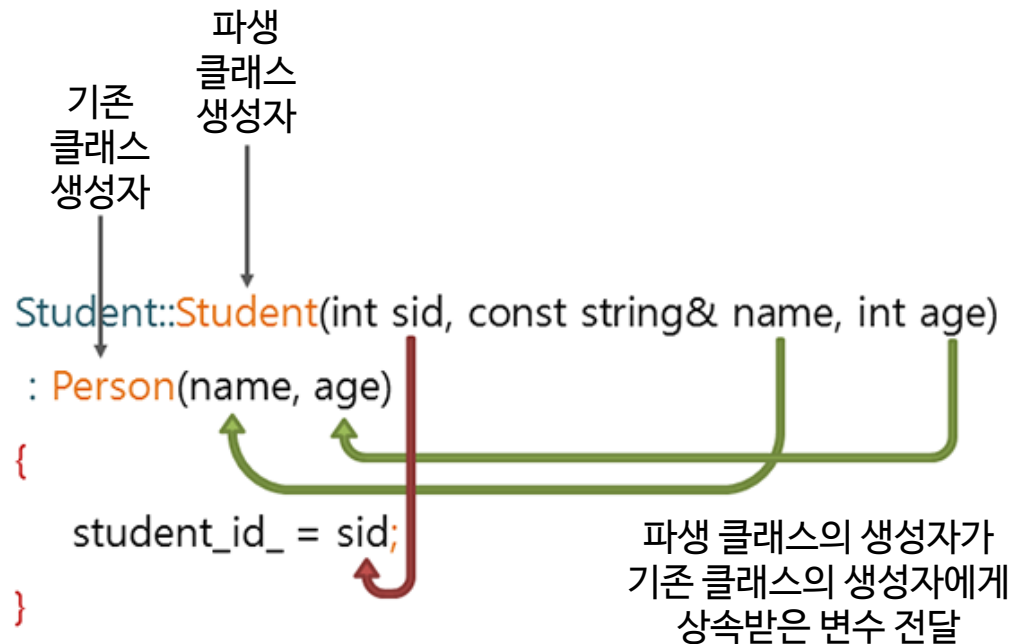 파생
클래스
생성자
기존
클래스
생성자
Student::Student(int sid, const string& name, int age)
: Person(name, age)
{
student_id_ = sid;
}
파생 클래스의 생성자가
기존 클래스의 생성자에게
상속받은 변수 전달